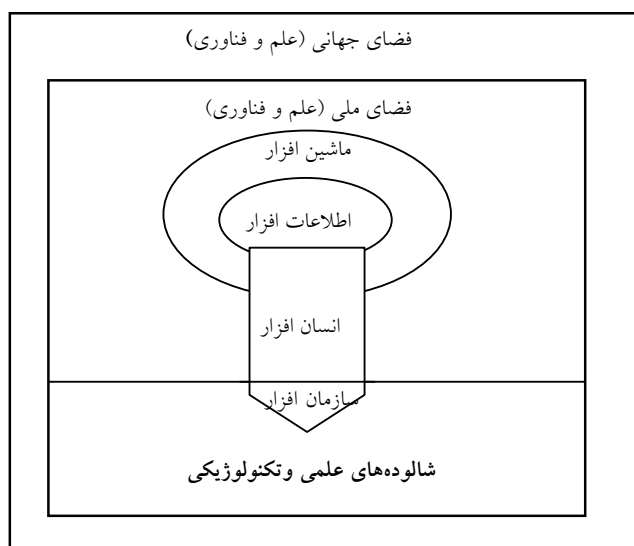 فضای جهانی (علم و فناوری)
فضای ملی (علم و فناوری)
ماشین افزار
اطلاعات افزار
انسان افزار
سازمان افزار
شالوده‌های علمی وتکنولوژیکی